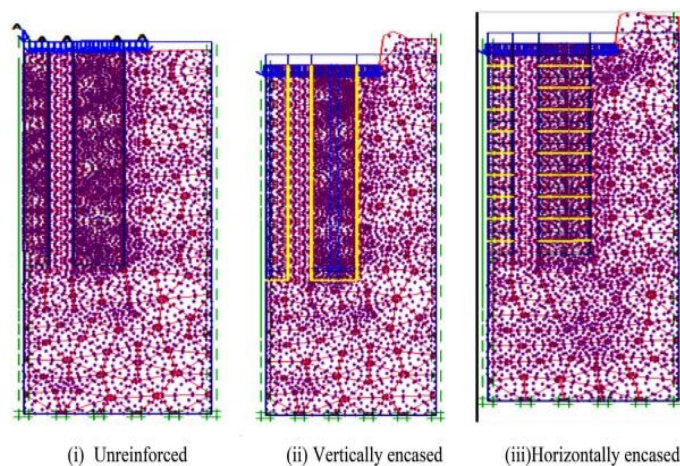 (i) Unreinforced
(ii) Vertically encased
(iii)Horizontally encased